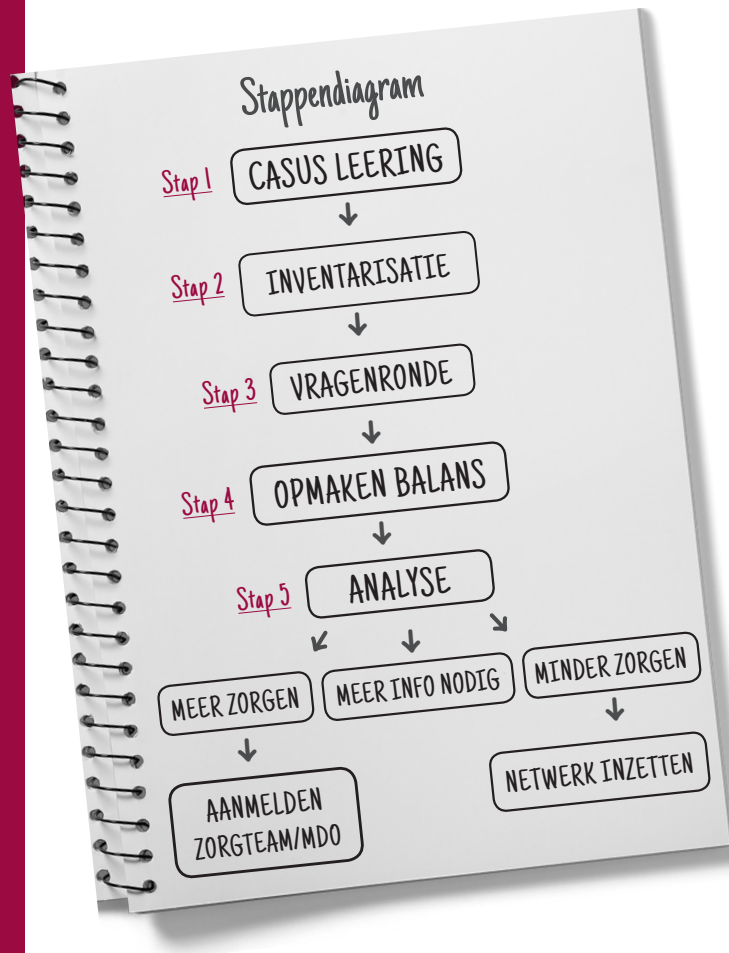 Stappendiagram
Stap 1
CASUS LEERING
Stap 2
INVENTARISATIE
Stap 3
VRAGENRONDE
Stap 4
OPMAKEN BALANS
Stap 5
ANALYSE
MEER ZORGEN
MEER INFO NODIG
MINDER ZORGEN
AANMELDEN
ZORGTEAM/MDO
NETWERK INZETTEN